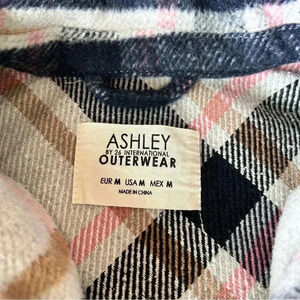 ASHLEY
BY 26 INTERNATIONAL
OUTERWEAR
EUR M USA M MEX M
MADE IN CHINA